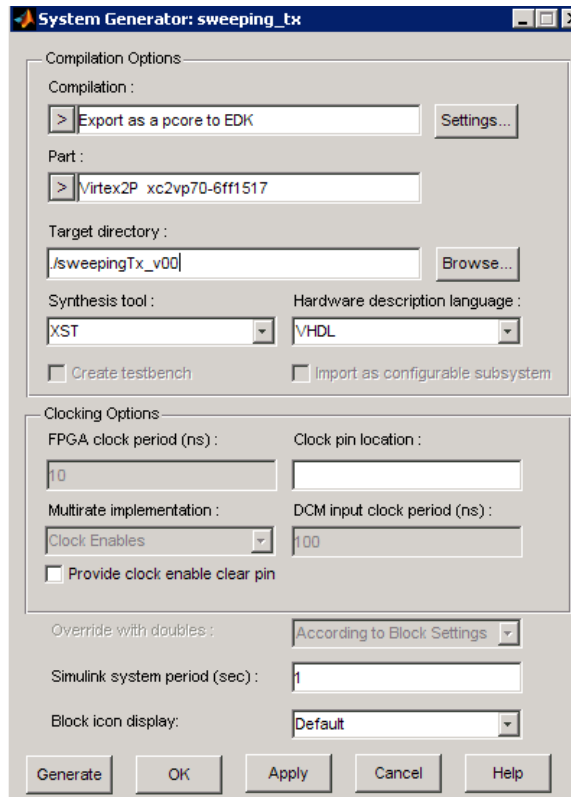 System Generator: sweeping_tx
Compilation Options
Compilation :
> Export as a pcore to EDK Settings...
Part :
> Virtex2P xc2vp70-6ff1517
Target directory :
./sweepingTx_v00 Browse...
Synthesis tool : Hardware description language :
XST VHDL
Create testbench Import as configurable subsystem
Clocking Options
FPGA clock period (ns) : Clock pin location :
10
Multirate implementation : DCM input clock period (ns) :
Clock Enables 100
Provide clock enable clear pin
Override with doubles : According to Block Settings
Simulink system period (sec) : 1
Block icon display: Default
Generate OK Apply Cancel Help